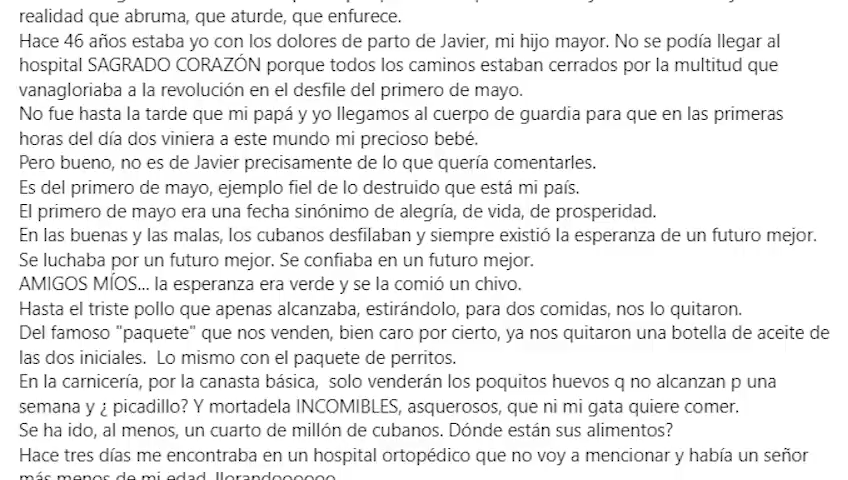 realidad que abruma, que aturde, que enfurece.
Hace 46 años estaba yo con los dolores de parto de Javier, mi hijo mayor. No se podía llegar al
hospital SAGRADO CORAZÓN porque todos los caminos estaban cerrados por la multitud que
vanagloriaba a la revolución en el desfile del primero de mayo.
No fue hasta la tarde que mi papá y yo llegamos al cuerpo de guardia para que en las primeras
horas del día dos viniera a este mundo mi precioso bebé.
Pero bueno, no es de Javier precisamente de lo que quería comentarles.
Es del primero de mayo, ejemplo fiel de lo destruido que está mi país.
El primero de mayo era una fecha sinónimo de alegría, de vida, de prosperidad.
En las buenas y las malas, los cubanos desfilaban y siempre existió la esperanza de un futuro mejor.
Se luchaba por un futuro mejor. Se confiaba en un futuro mejor.
AMIGOS MÍOS... la esperanza era verde y se la comió un chivo.
Hasta el triste pollo que apenas alcanzaba, estirándolo, para dos comidas, nos lo quitaron.
Del famoso "paquete" que nos venden, bien caro por cierto, ya nos quitaron una botella de aceite de
las dos iniciales. Lo mismo con el paquete de perritos.
En la carnicería, por la canasta básica, solo venderán los poquitos huevos q no alcanzan p una
semana y ¿ picadillo? Y mortadela INCOMIBLES, asquerosos, que ni mi gata quiere comer.
Se ha ido, al menos, un cuarto de millón de cubanos. Dónde están sus alimentos?
Hace tres días me encontraba en un hospital ortopédico que no voy a mencionar y había un señor
más menos de mi edad, llorandoooooo